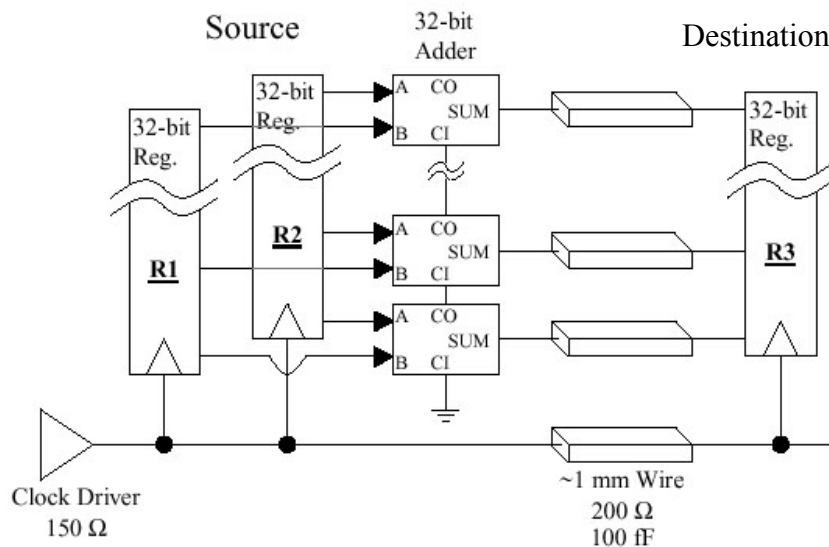 Source
32-bit
Adder
Destination
32-bit
Reg.
R1
32-bit
Reg.
R2
A CO
SUM
B CI
A CO
SUM
B CI
A CO
SUM
B CI
32-bit
Reg.
R3
Clock Driver
150 Ω
~1 mm Wire
200 Ω
100 fF